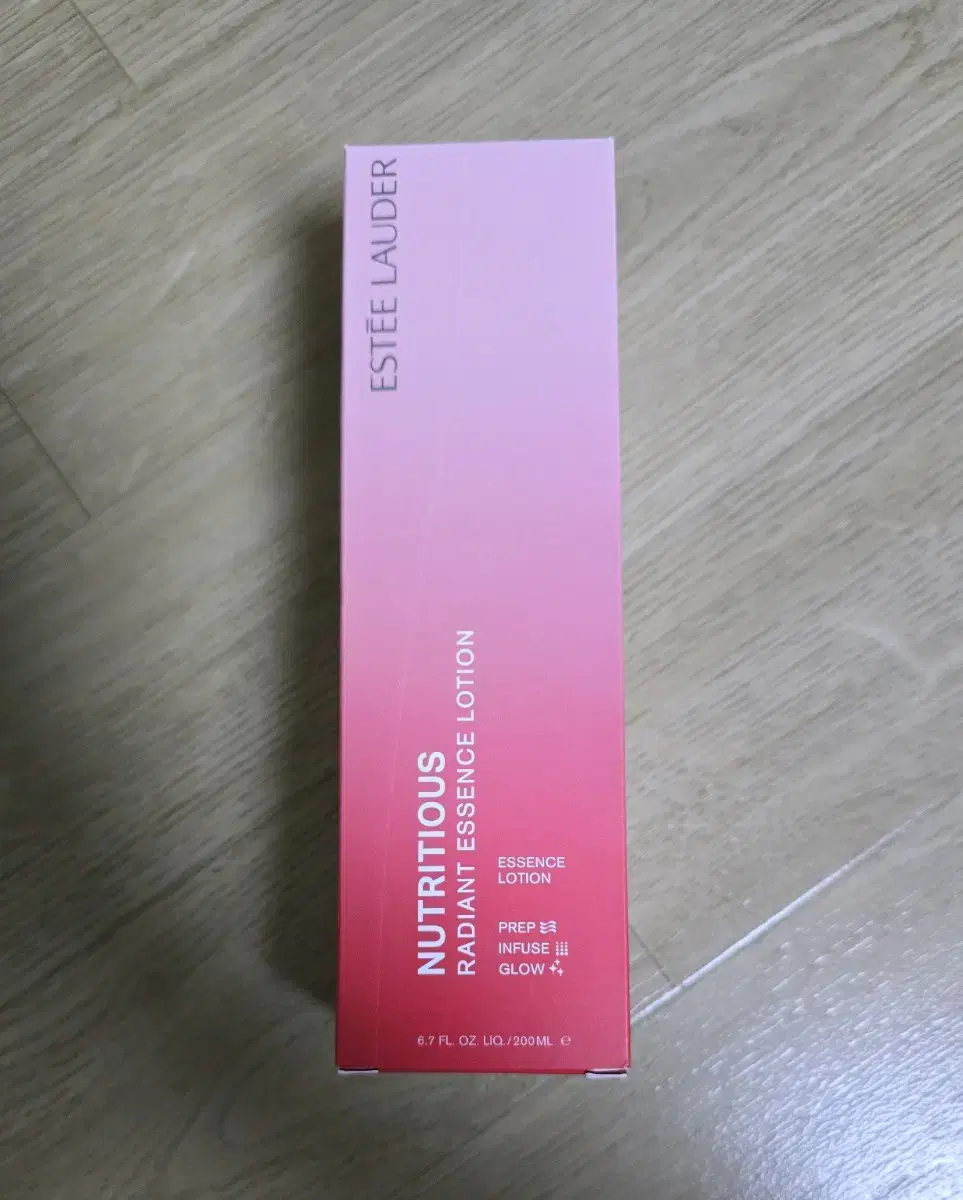 ESTĒE LAUDER
NUTRITIOUS
RADIANT ESSENCE LOTION
ESSENCE
LOTION
PREP
INFUSE
GLOW
6.7 FL. OZ. LIQ./200ML ℮